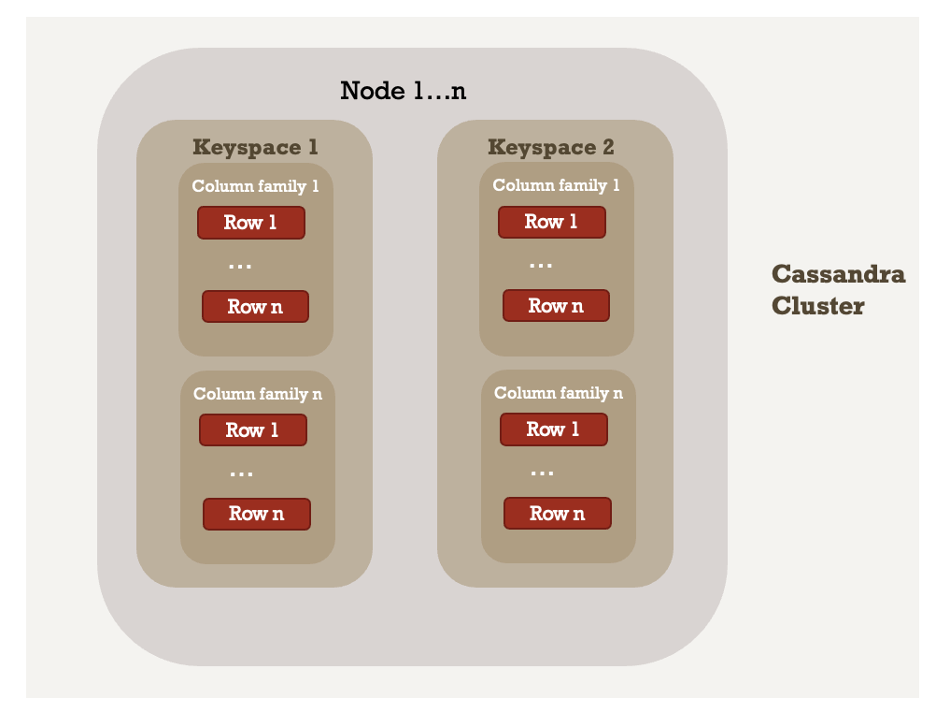 Node 1...n
Keyspace 1
Column family 1
Row 1
...
Row n
Column family n
Row 1
...
Row n
Keyspace 2
Column family 1
Row 1
...
Row n
Column family n
Row 1
...
Row n
Cassandra
Cluster